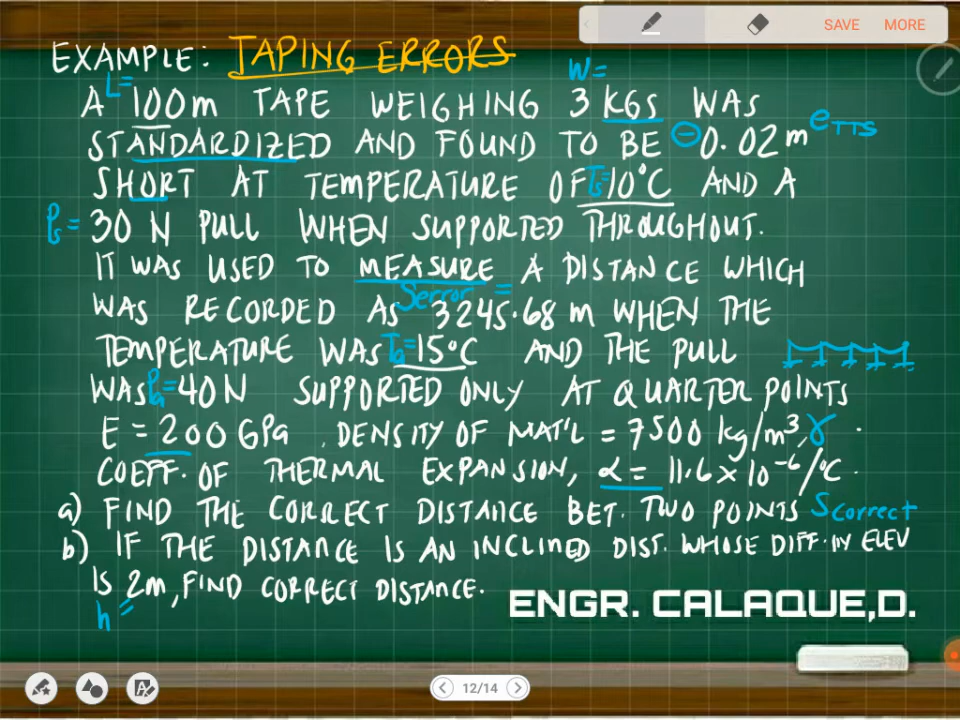 SAVE MORE
EXAMPLE: TAPING ERRORS
L= W=
A 100m TAPE WEIGHING 3 KGS WAS
STANDARDIZED AND FOUND TO BE ⊖0.02m eTTS
SHORT AT TEMPERATURE OF Ts=10°C AND A
Ps= 30 N PULL WHEN SUPPORTED THROUGHOUT.
IT WAS USED TO MEASURE A DISTANCE WHICH
Serror =
WAS RECORDED AS 3245.68 m WHEN THE
TEMPERATURE WAS Ta=15°C AND THE PULL
WAS Pa=40N SUPPORTED ONLY AT QUARTER POINTS
E = 200 GPa, DENSITY OF MAT'L = 7500 kg/m³, γ
COEFF. OF THERMAL EXPANSION, α = 11.6 x 10⁻⁶/°C.
a) FIND THE CORRECT DISTANCE BET. TWO POINTS Scorrect
b) IF THE DISTANCE IS AN INCLINED DIST. WHOSE DIFF. IN ELEV
IS 2m, FIND CORRECT DISTANCE.
h =
ENGR. CALAQUE,D.
12/14